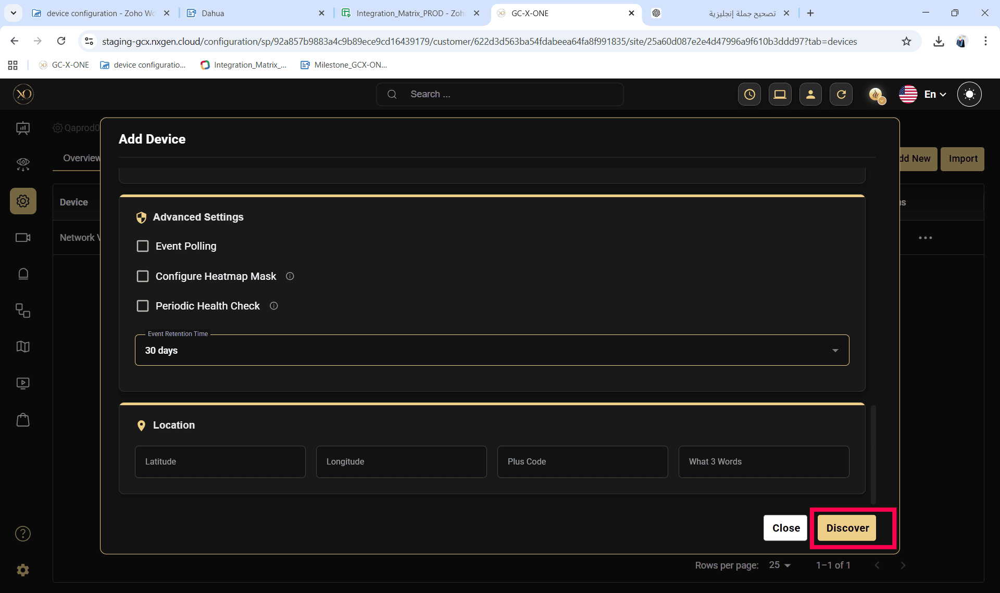 device configuration - Zoho Wo
Dahua
Integration_Matrix_PROD - Zoh
GC-X-ONE
تصحيح جملة إنجليزية
staging-gcx.nxgen.cloud/configuration/sp/92a857b9883a4c9b89ece9cd16439179/customer/622d3d563ba54fdabeea64fa8f991835/site/25a60d087e2e4d47996a9f610b3ddd97?tab=devices
GC-X-ONE
device configuratio...
Integration_Matrix_...
Milestone_GCX-ON...
XO
Search ...
En
Qaprod0
Add Device
Overview
dd New
Import
Device
ns
Network V
Advanced Settings
Event Polling
Configure Heatmap Mask
Periodic Health Check
Event Retention Time
30 days
Location
Latitude
Longitude
Plus Code
What 3 Words
Close
Discover
Rows per page:
25
1–1 of 1